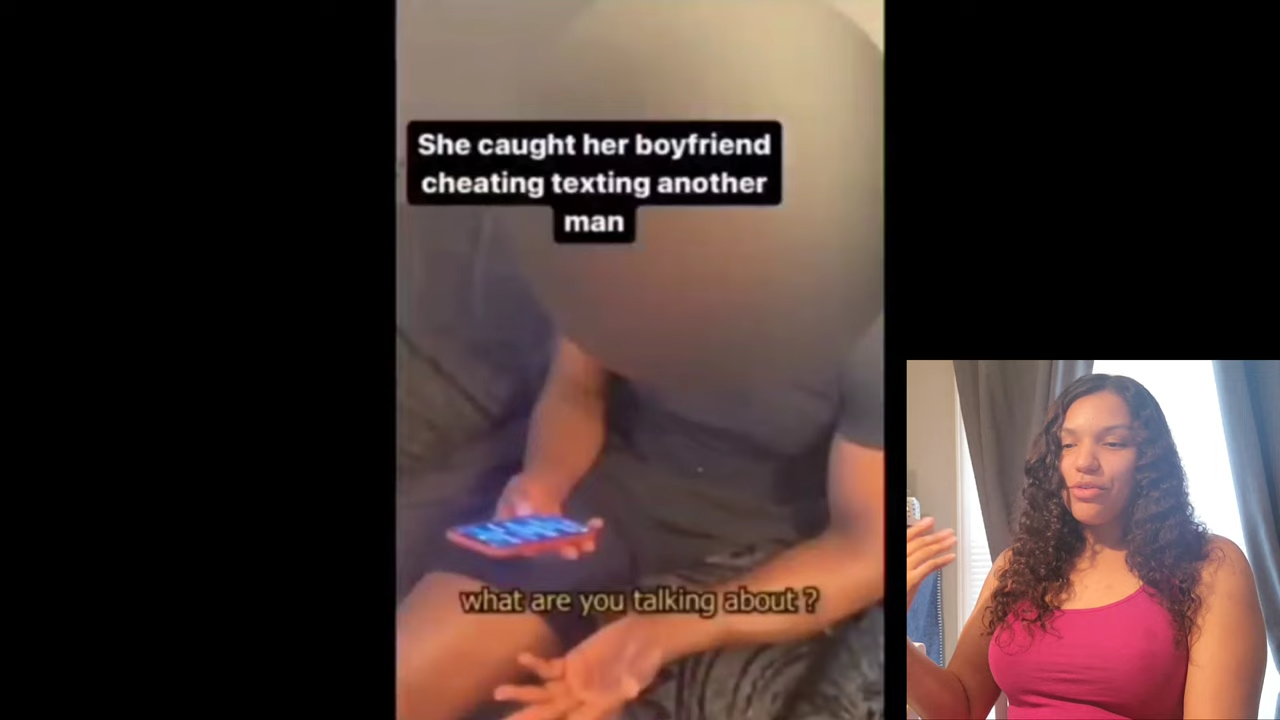 She caught her boyfriend
cheating texting another
man
what are you talking about ?